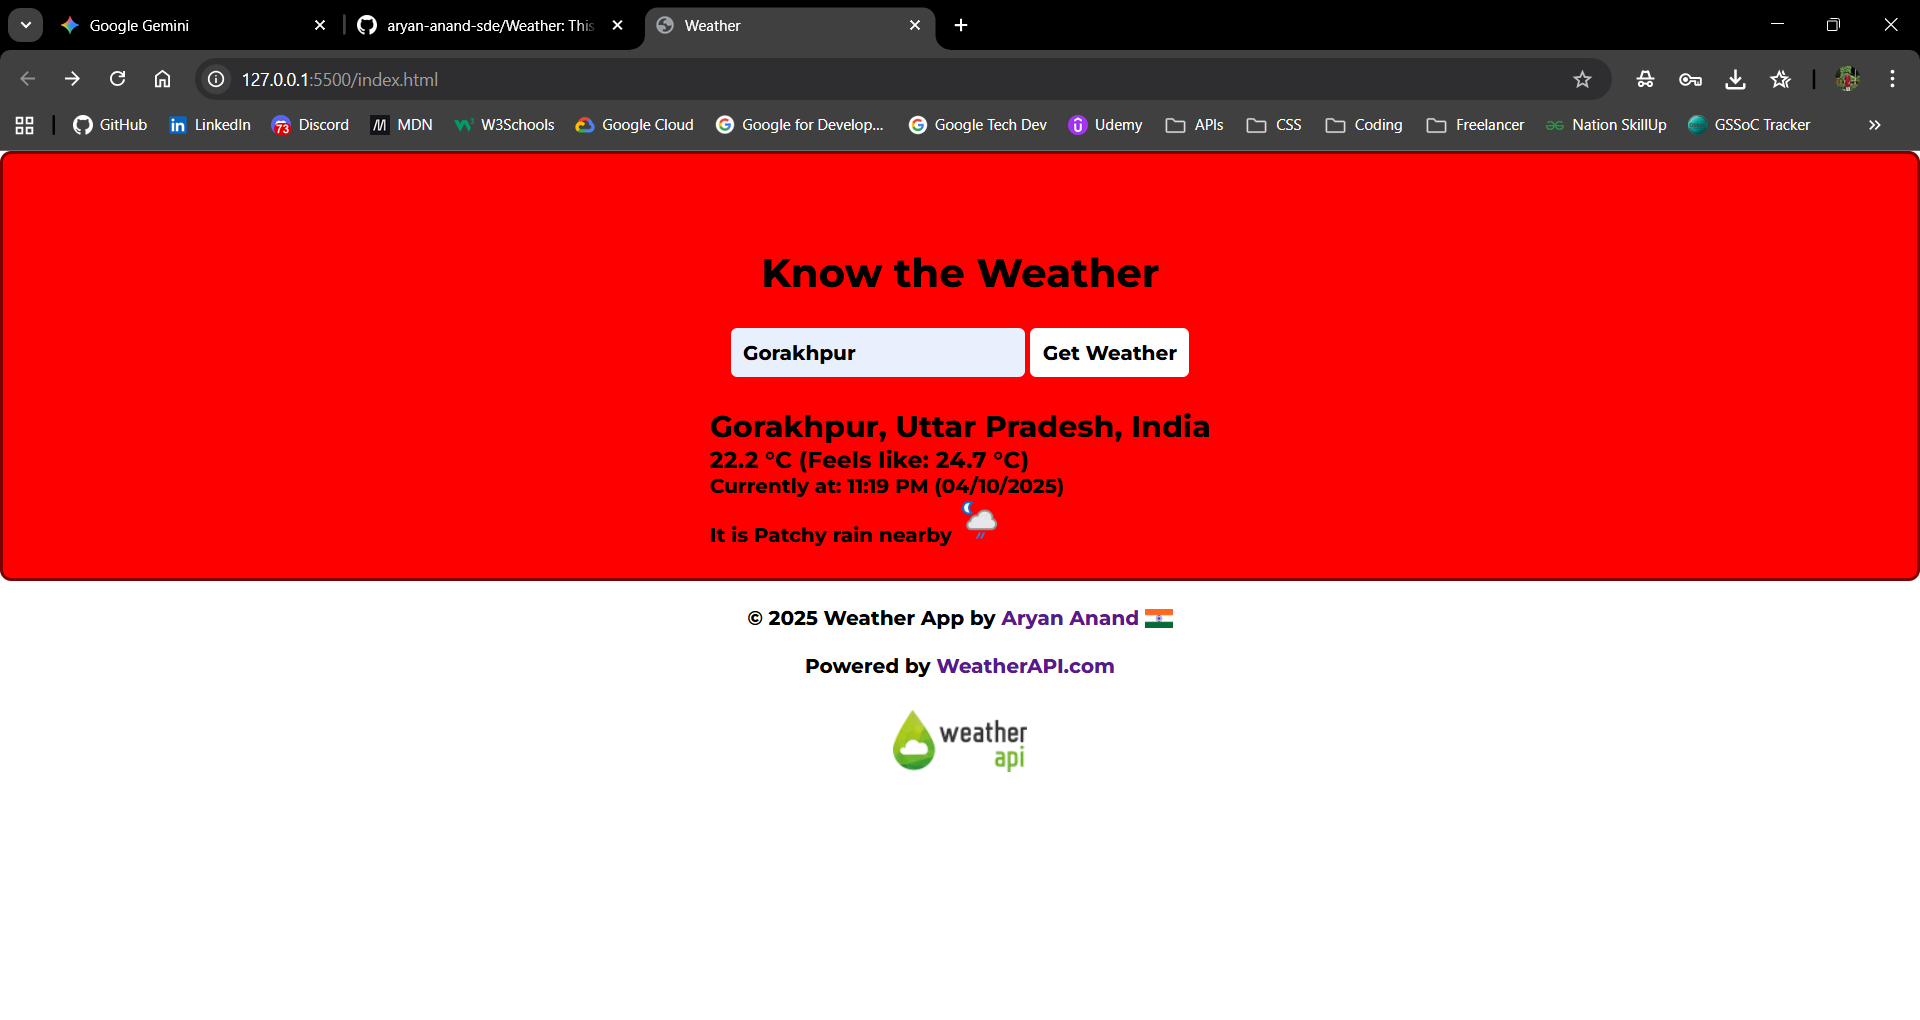 Google Gemini
aryan-anand-sde/Weather: This
Weather
127.0.0.1:5500/index.html
GitHub
LinkedIn
73
Discord
MDN
W3Schools
Google Cloud
Google for Develop...
Google Tech Dev
Udemy
APIs
CSS
Coding
Freelancer
Nation SkillUp
GSSoC Tracker
Know the Weather
Gorakhpur
Get Weather
Gorakhpur, Uttar Pradesh, India
22.2 °C (Feels like: 24.7 °C)
Currently at: 11:19 PM (04/10/2025)
It is Patchy rain nearby
© 2025 Weather App by Aryan Anand
Powered by WeatherAPI.com
weather
api